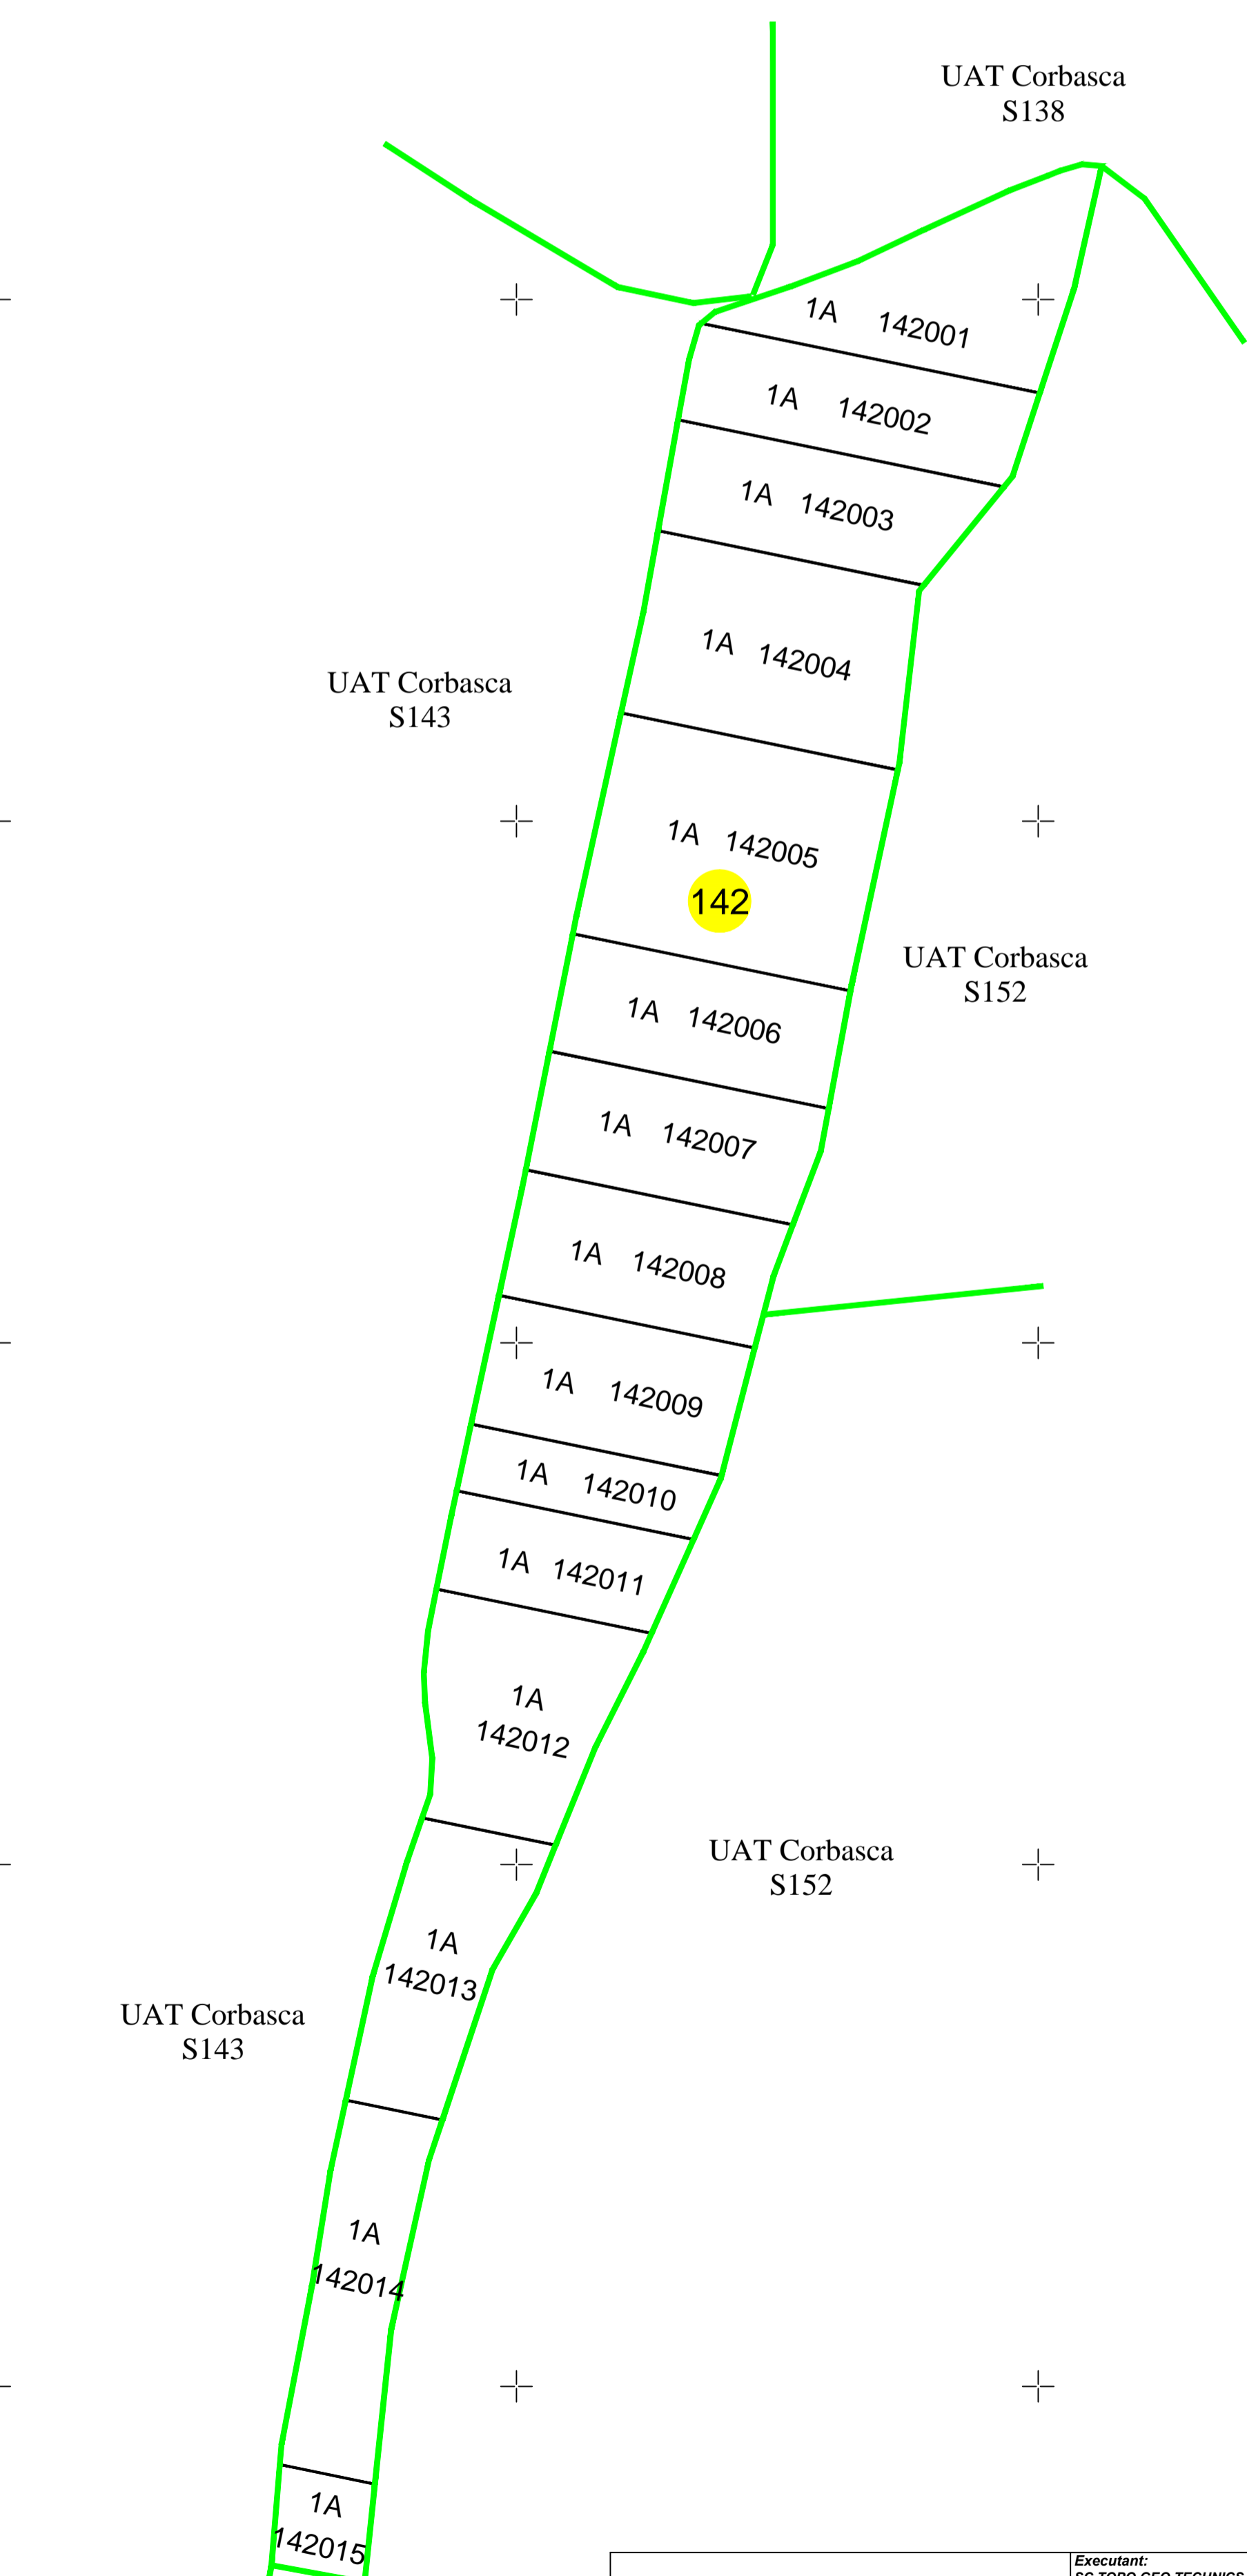 UAT Corbasca
S138
1A 142001
1A 142002
1A 142003
1A 142004
UAT Corbasca
S143
1A 142005
142
UAT Corbasca
S152
1A 142006
1A 142007
1A 142008
1A 142009
1A 142010
1A 142011
1A
142012
UAT Corbasca
S152
1A
142013
UAT Corbasca
S143
1A
142014
1A
142015
Executant: